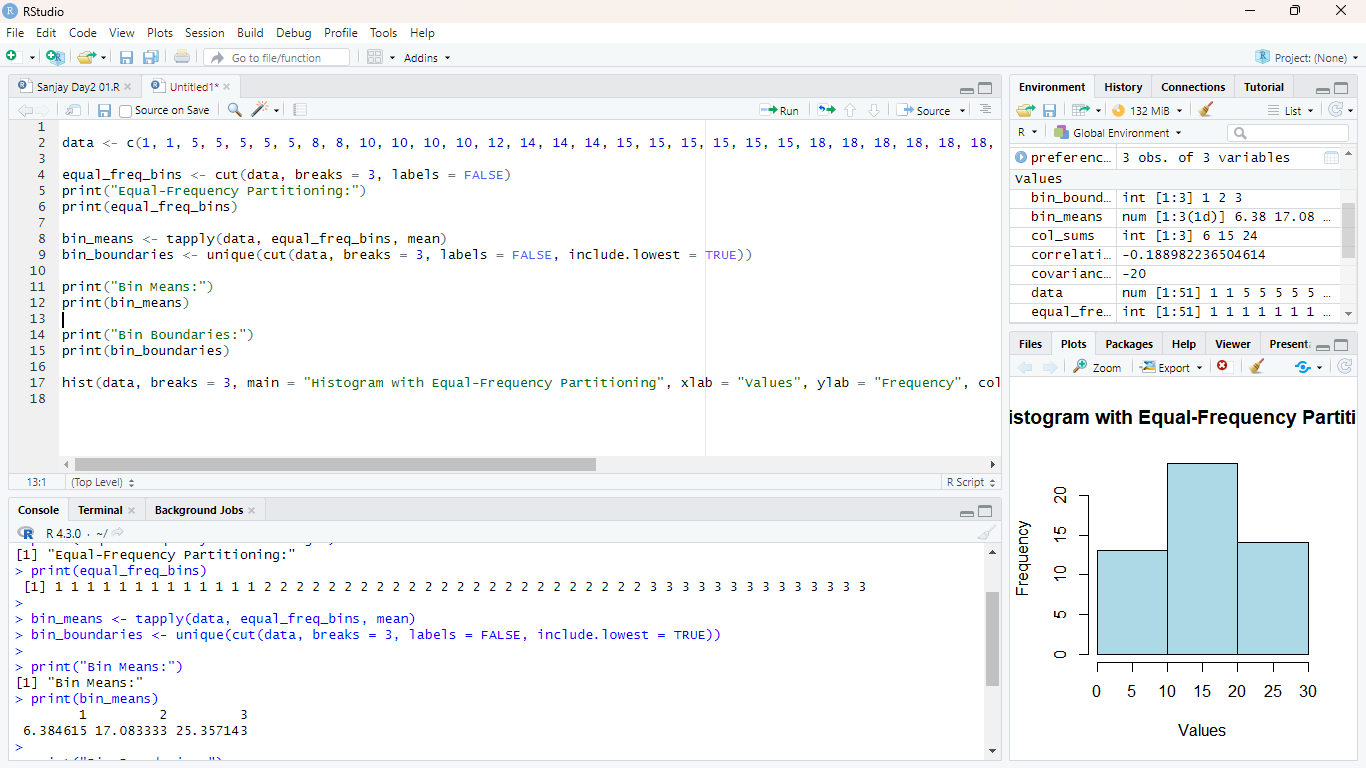 RStudio
File Edit Code View Plots Session Build Debug Profile Tools Help
Go to file/function Addins Project: (None)
Sanjay Day2 01.R Untitled1*
Source on Save Run Source
1
2 data <- c(1, 1, 5, 5, 5, 5, 5, 8, 8, 10, 10, 10, 10, 12, 14, 14, 14, 15, 15, 15, 15, 15, 15, 18, 18, 18, 18, 18, 18,
3
4 equal_freq_bins <- cut(data, breaks = 3, labels = FALSE)
5 print("Equal-Frequency Partitioning:")
6 print(equal_freq_bins)
7
8 bin_means <- tapply(data, equal_freq_bins, mean)
9 bin_boundaries <- unique(cut(data, breaks = 3, labels = FALSE, include.lowest = TRUE))
10
11 print("Bin Means:")
12 print(bin_means)
13
14 print("Bin Boundaries:")
15 print(bin_boundaries)
16
17 hist(data, breaks = 3, main = "Histogram with Equal-Frequency Partitioning", xlab = "Values", ylab = "Frequency", col
18
13:1 (Top Level) R Script
Console Terminal Background Jobs
R 4.3.0 · ~/
[1] "Equal-Frequency Partitioning:"
> print(equal_freq_bins)
[1] 1 1 1 1 1 1 1 1 1 1 1 1 1 2 2 2 2 2 2 2 2 2 2 2 2 2 2 2 2 2 2 2 2 2 2 2 2 3 3 3 3 3 3 3 3 3 3 3 3 3 3
>
> bin_means <- tapply(data, equal_freq_bins, mean)
> bin_boundaries <- unique(cut(data, breaks = 3, labels = FALSE, include.lowest = TRUE))
>
> print("Bin Means:")
[1] "Bin Means:"
> print(bin_means)
1 2 3
6.384615 17.083333 25.357143
>
Environment History Connections Tutorial
132 MiB List
R Global Environment
preferenc… 3 obs. of 3 variables
Values
bin_bound… int [1:3] 1 2 3
bin_means num [1:3(1d)] 6.38 17.08 …
col_sums int [1:3] 6 15 24
correlati… -0.188982236504614
covarianc… -20
data num [1:51] 1 1 5 5 5 5 5 …
equal_fre… int [1:51] 1 1 1 1 1 1 1 …
Files Plots Packages Help Viewer Present
Zoom Export
istogram with Equal-Frequency Partiti
Frequency
20
15
10
5
0
0 5 10 15 20 25 30
Values